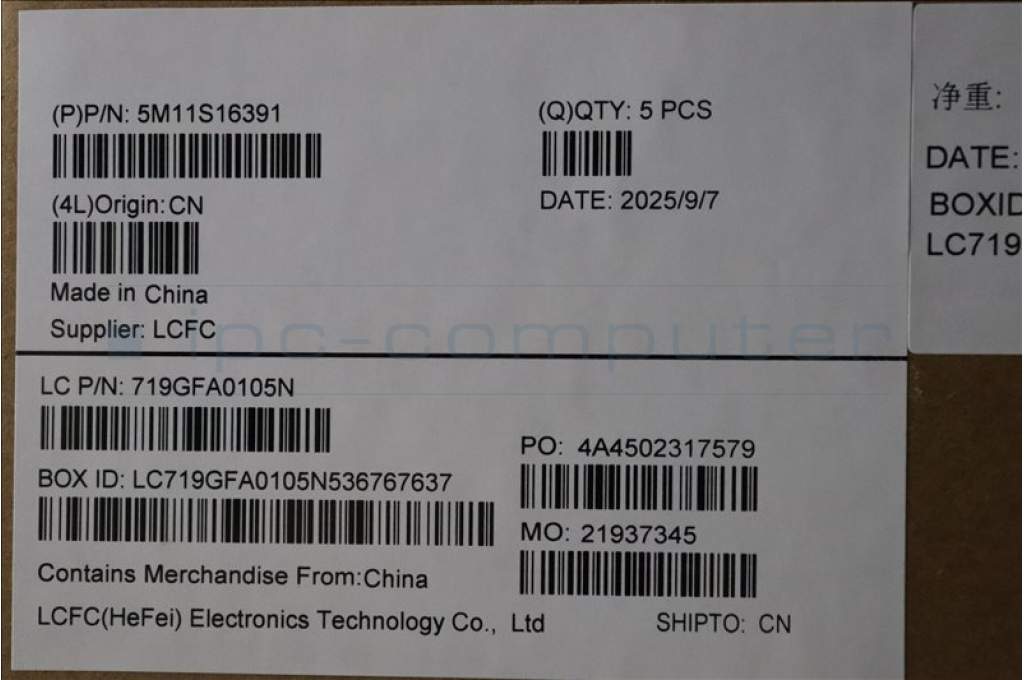 (P)P/N: 5M11S16391
(Q)QTY: 5 PCS
(4L)Origin:CN
DATE: 2025/9/7
Made in China
Supplier: LCFC
ipc-computer
LC P/N: 719GFA0105N
PO: 4A4502317579
BOX ID: LC719GFA0105N536767637
MO: 21937345
Contains Merchandise From:China
LCFC(HeFei) Electronics Technology Co., Ltd
SHIPTO: CN
净重:
DATE:
BOXID
LC719